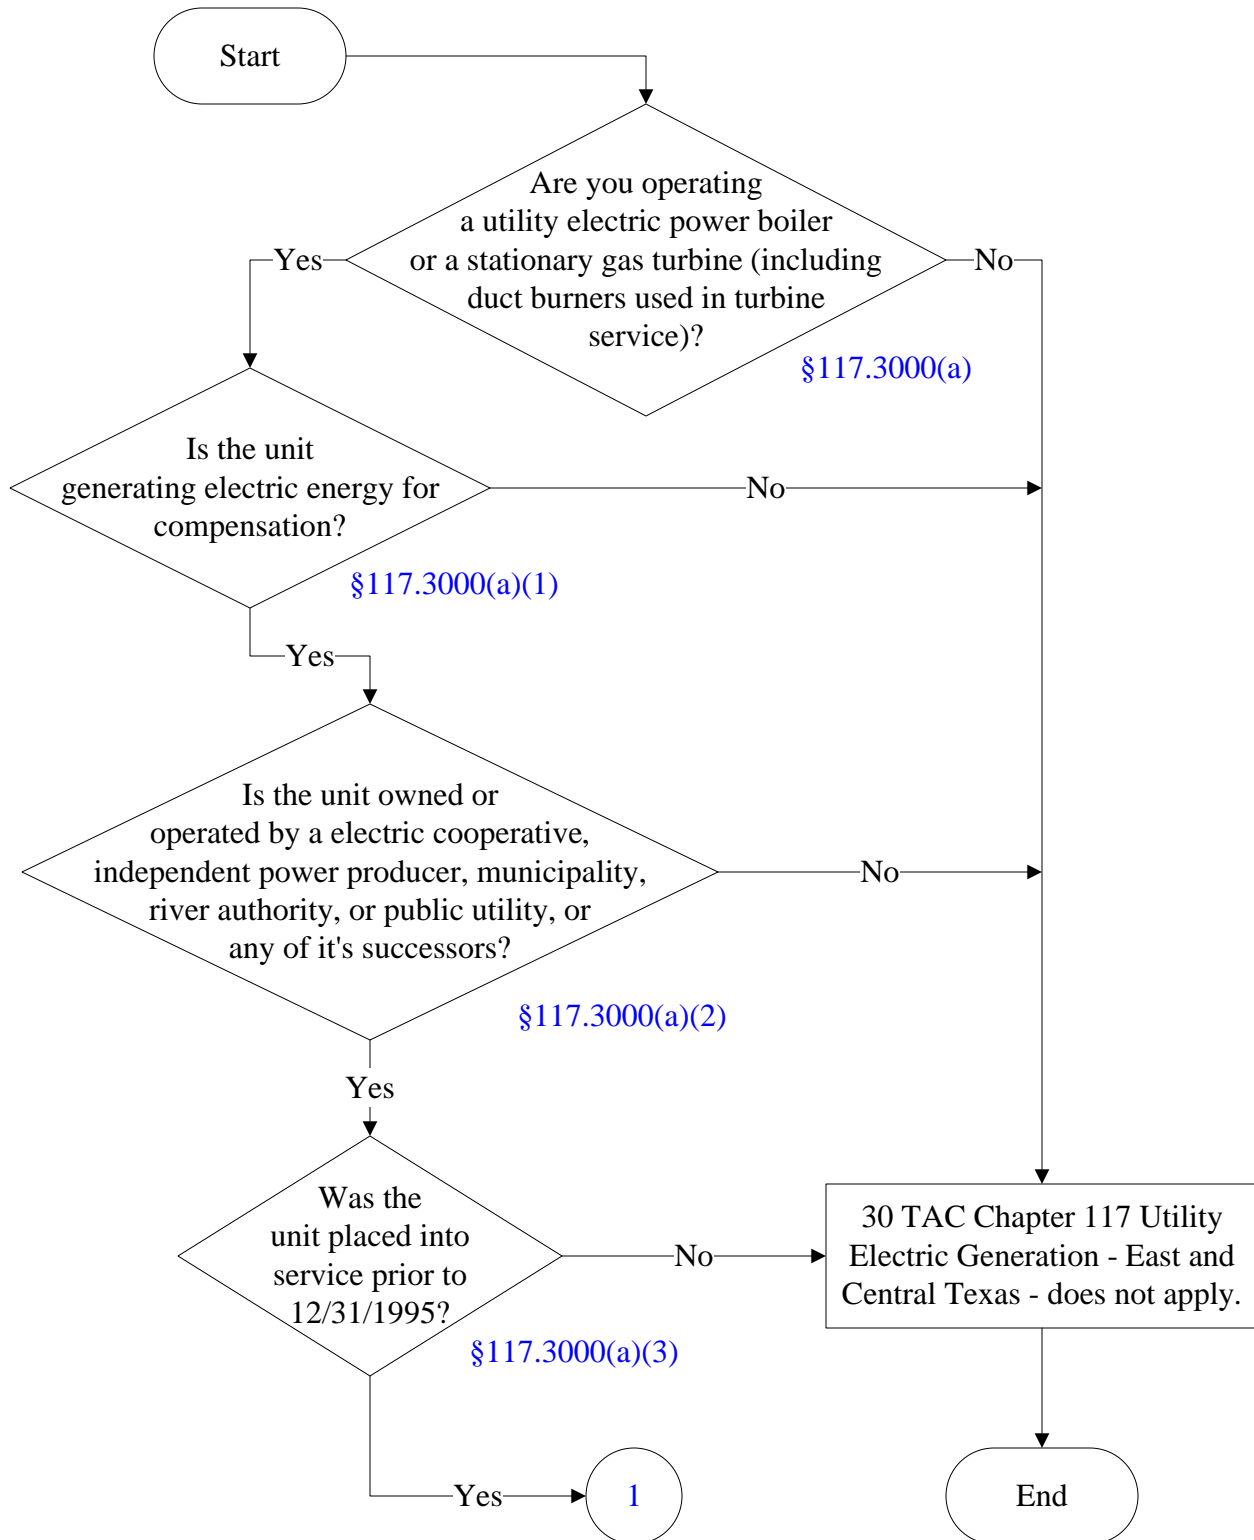 Start
Are you operating
a utility electric power boiler
or a stationary gas turbine (including
duct burners used in turbine
service)?
Yes
No
§117.3000(a)
Is the unit
generating electric energy for
compensation?
No
§117.3000(a)(1)
Yes
Is the unit owned or
operated by a electric cooperative,
independent power producer, municipality,
river authority, or public utility, or
any of it's successors?
No
§117.3000(a)(2)
Yes
Was the
unit placed into
service prior to
12/31/1995?
No
§117.3000(a)(3)
30 TAC Chapter 117 Utility
Electric Generation - East and
Central Texas - does not apply.
Yes
1
End